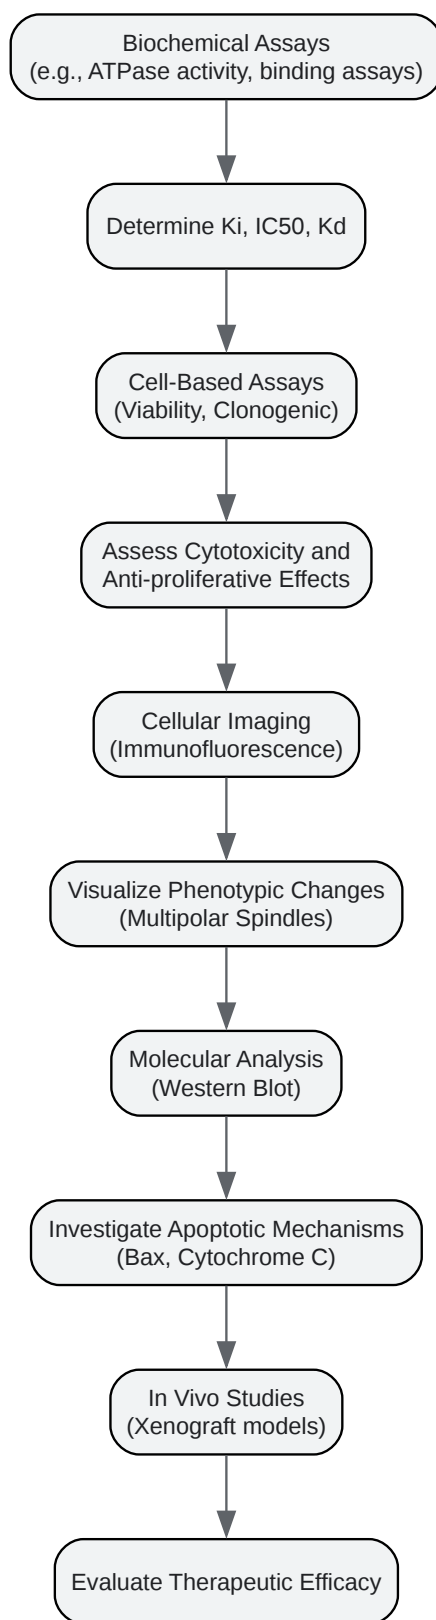 Biochemical Assays
(e.g., ATPase activity, binding assays)
Determine Ki, IC50, Kd
Cell-Based Assays
(Viability, Clonogenic)
Assess Cytotoxicity and
Anti-proliferative Effects
Cellular Imaging
(Immunofluorescence)
Visualize Phenotypic Changes
(Multipolar Spindles)
Molecular Analysis
(Western Blot)
Investigate Apoptotic Mechanisms
(Bax, Cytochrome C)
In Vivo Studies
(Xenograft models)
Evaluate Therapeutic Efficacy